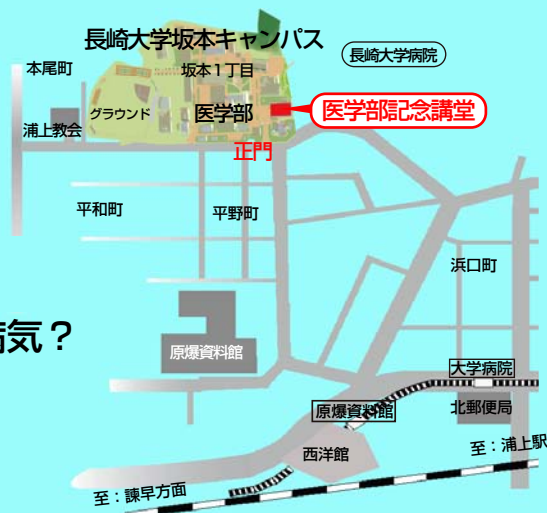 長崎大学坂本キャンパス
長崎大学病院
本尾町
坂本1丁目
グラウンド
医学部
医学部記念講堂
浦上教会
正門
平和町
平野町
浜口町
病気？
原爆資料館
大学病院
原爆資料館
北郵便局
西洋館
至：浦上駅
至：諫早方面